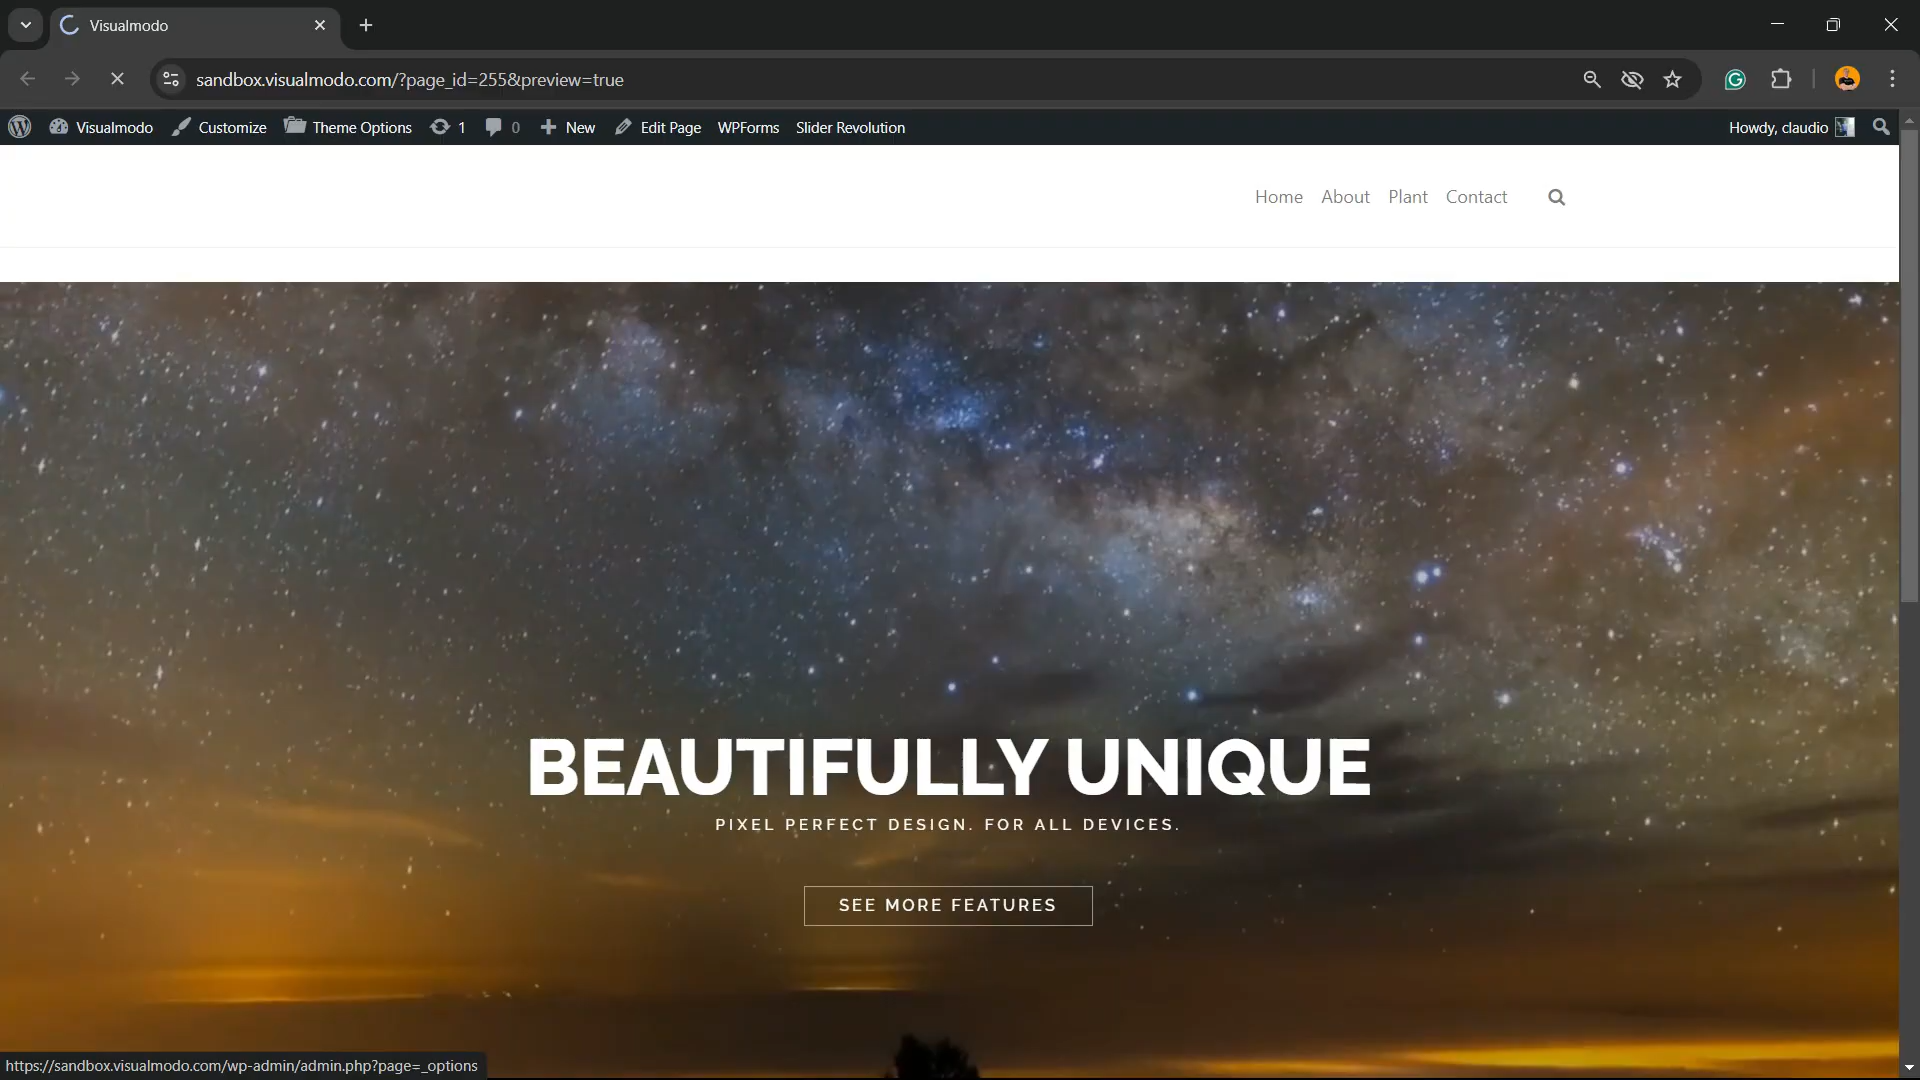 Visualmodo
sandbox.visualmodo.com/?page_id=255&preview=true
Visualmodo Customize Theme Options 1 0 New Edit Page WPForms Slider Revolution Howdy, claudio
Home About Plant Contact
BEAUTIFULLY UNIQUE
PIXEL PERFECT DESIGN. FOR ALL DEVICES.
SEE MORE FEATURES
https://sandbox.visualmodo.com/wp-admin/admin.php?page=_options